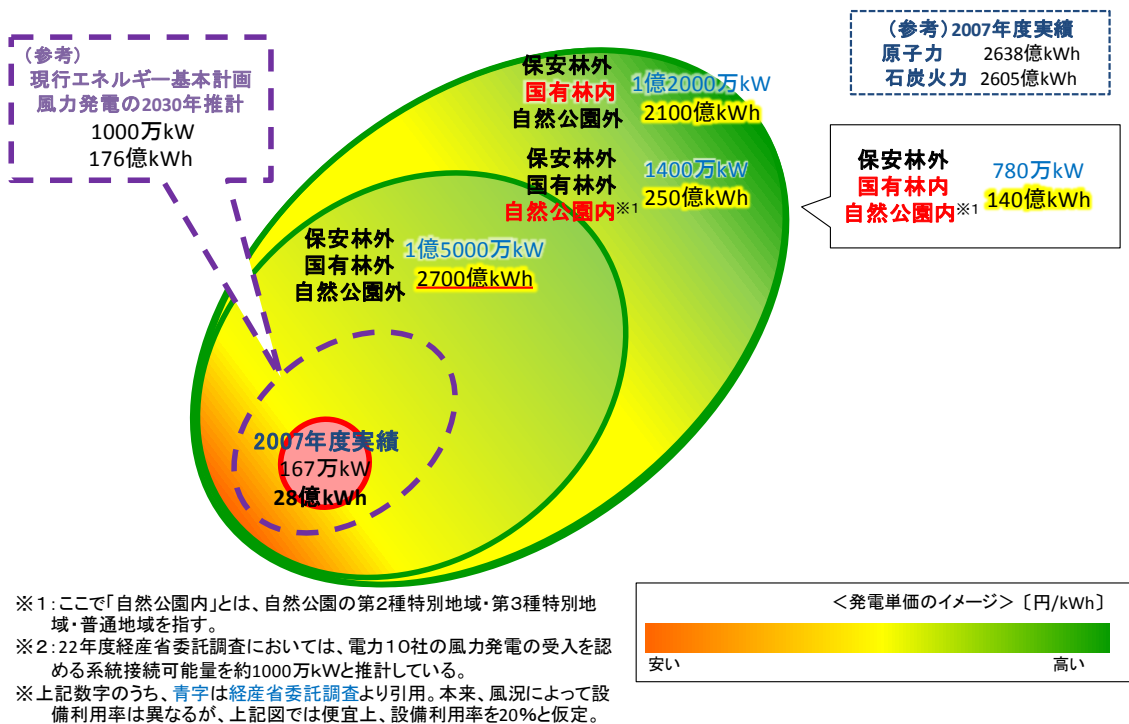 (参考)
現行エネルギー基本計画
風力発電の2030年推計
1000万kW
176億kWh
(参考)2007年度実績
原子力 2638億kWh
石炭火力 2605億kWh
保安林外
国有林内
自然公園外
1億2000万kW
2100億kWh
保安林外
国有林外
自然公園内※1
1400万kW
250億kWh
保安林外
国有林内
自然公園内※1
780万kW
140億kWh
保安林外
国有林外
自然公園外
1億5000万kW
2700億kWh
2007年度実績
167万kW
28億kWh
※1:ここで「自然公園内」とは、自然公園の第2種特別地域・第3種特別地
域・普通地域を指す。
※2:22年度経産省委託調査においては、電力10社の風力発電の受入を認
める系統接続可能量を約1000万kWと推計している。
※上記数字のうち、青字は経産省委託調査より引用。本来、風況によって設
備利用率は異なるが、上記図では便宜上、設備利用率を20%と仮定。
<発電単価のイメージ> [円/kWh]
安い 高い